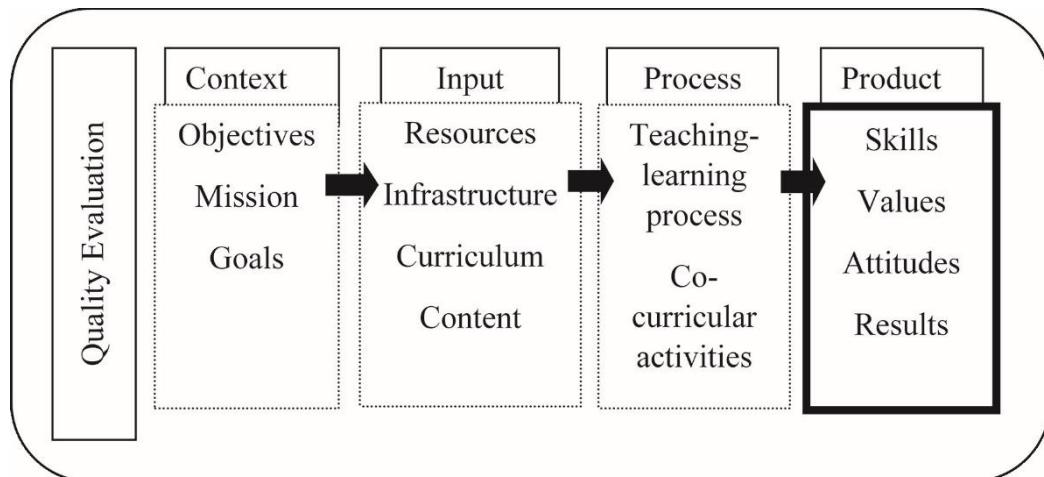 Quality Evaluation
Context
Objectives
Mission
Goals
Input
Resources
Infrastructure
Curriculum
Content
Process
Teaching-
learning
process
Co-
curricular
activities
Product
Skills
Values
Attitudes
Results